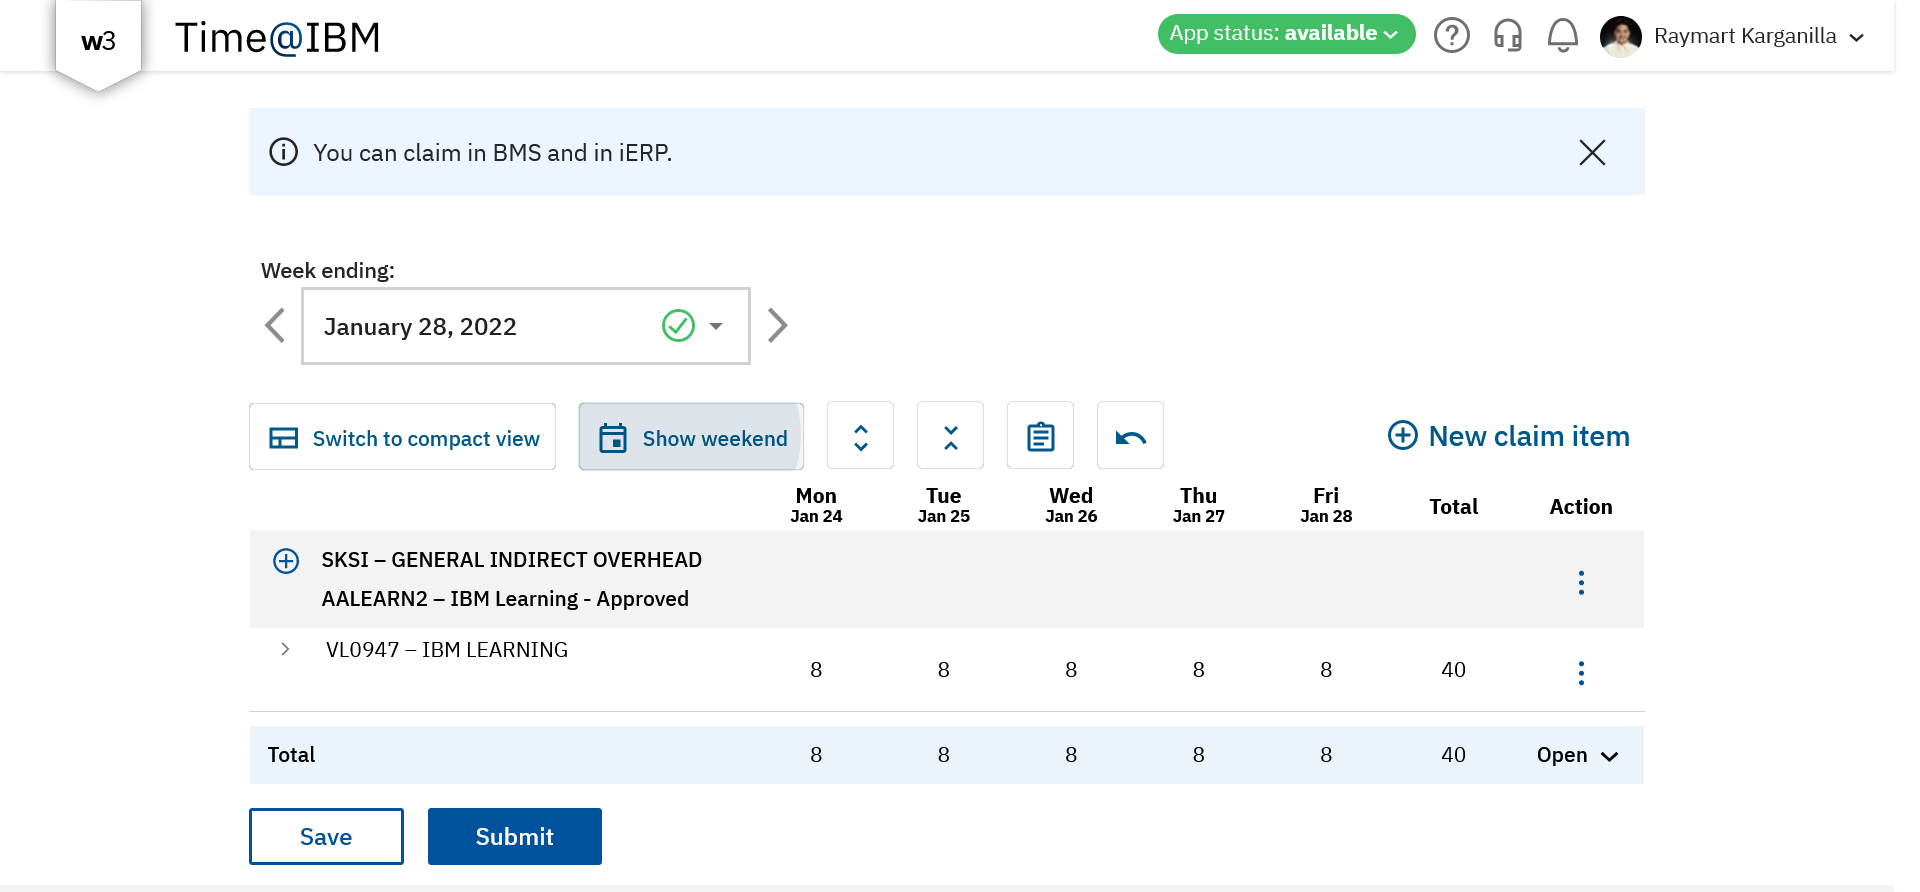 w3
Time@IBM
App status: available
Raymart Karganilla
You can claim in BMS and in iERP.
Week ending:
January 28, 2022
Switch to compact view
Show weekend
New claim item
Mon Tue Wed Thu Fri Total Action
Jan 24 Jan 25 Jan 26 Jan 27 Jan 28
SKSI – GENERAL INDIRECT OVERHEAD
AALEARN2 – IBM Learning - Approved
VL0947 – IBM LEARNING
8 8 8 8 8 40
Total 8 8 8 8 8 40 Open
Save Submit